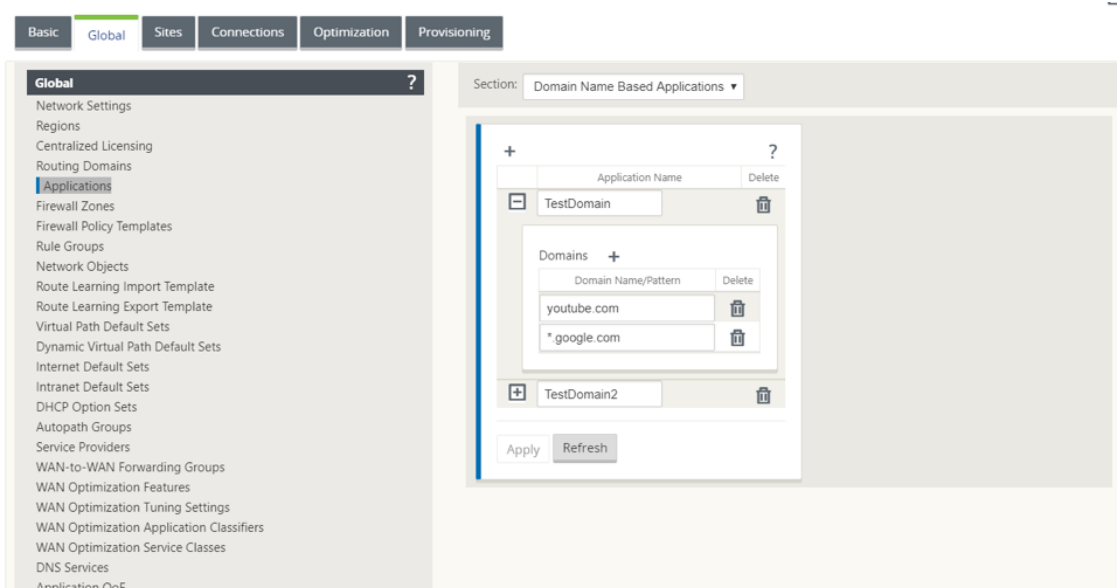 Basic Global Sites Connections Optimization Provisioning
Global ?
Network Settings
Regions
Centralized Licensing
Routing Domains
Applications
Firewall Zones
Firewall Policy Templates
Rule Groups
Network Objects
Route Learning Import Template
Route Learning Export Template
Virtual Path Default Sets
Dynamic Virtual Path Default Sets
Internet Default Sets
Intranet Default Sets
DHCP Option Sets
Autopath Groups
Service Providers
WAN-to-WAN Forwarding Groups
WAN Optimization Features
WAN Optimization Tuning Settings
WAN Optimization Application Classifiers
WAN Optimization Service Classes
DNS Services
Application QoE
Section: Domain Name Based Applications ▼
+ ?
Application Name Delete
TestDomain
Domains +
Domain Name/Pattern Delete
youtube.com
*.google.com
TestDomain2
Apply Refresh